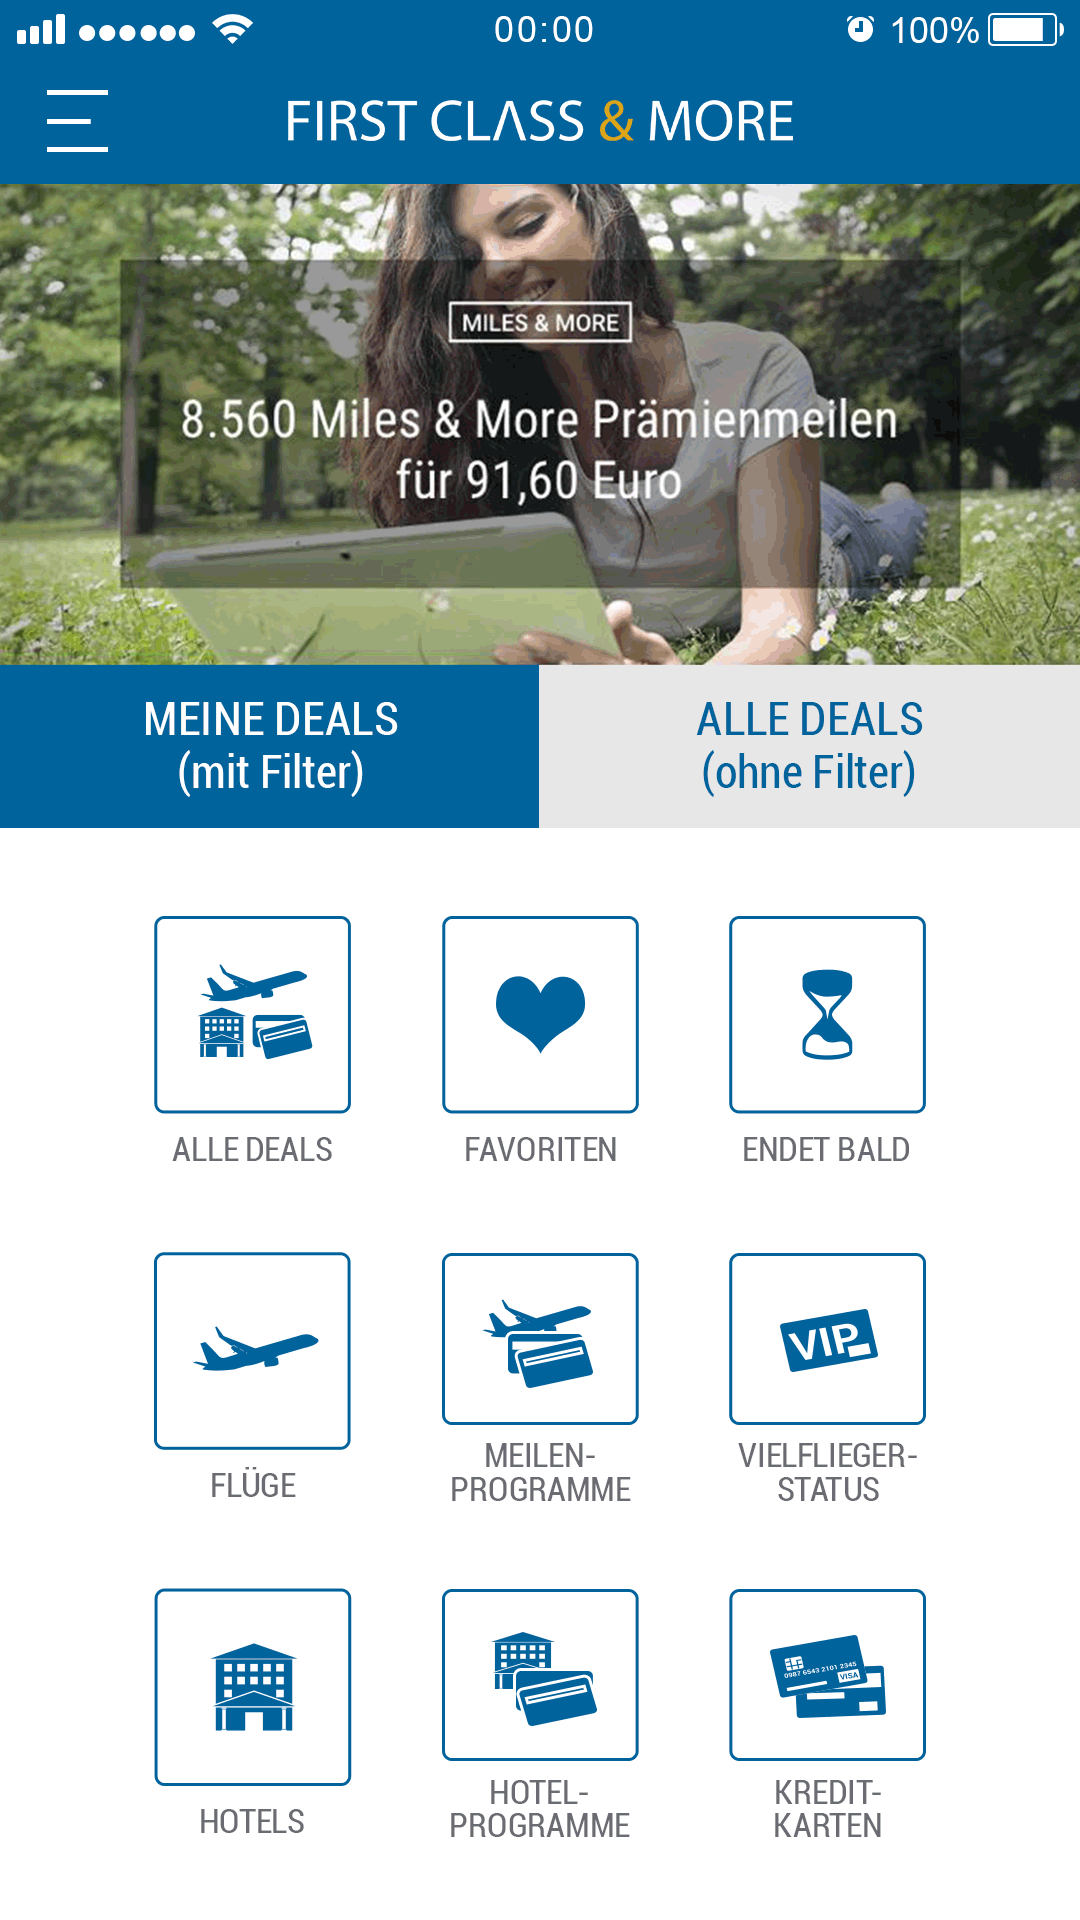 00:00
100%
FIRST CLASS & MORE
MILES & MORE
8.560 Miles & More Prämienmeilen
für 91,60 Euro
MEINE DEALS
(mit Filter)
ALLE DEALS
(ohne Filter)
ALLE DEALS
FAVORITEN
ENDET BALD
VIP
FLÜGE
MEILEN-
PROGRAMME
VIELFLIEGER-
STATUS
0987 6543 2101 2345
VISA
HOTELS
HOTEL-
PROGRAMME
KREDIT-
KARTEN